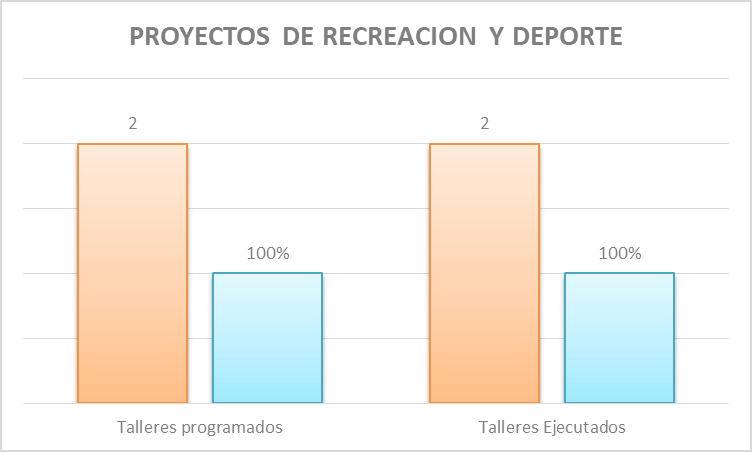 PROYECTOS DE RECREACION Y DEPORTE
2
100%
2
100%
Talleres programados
Talleres Ejecutados